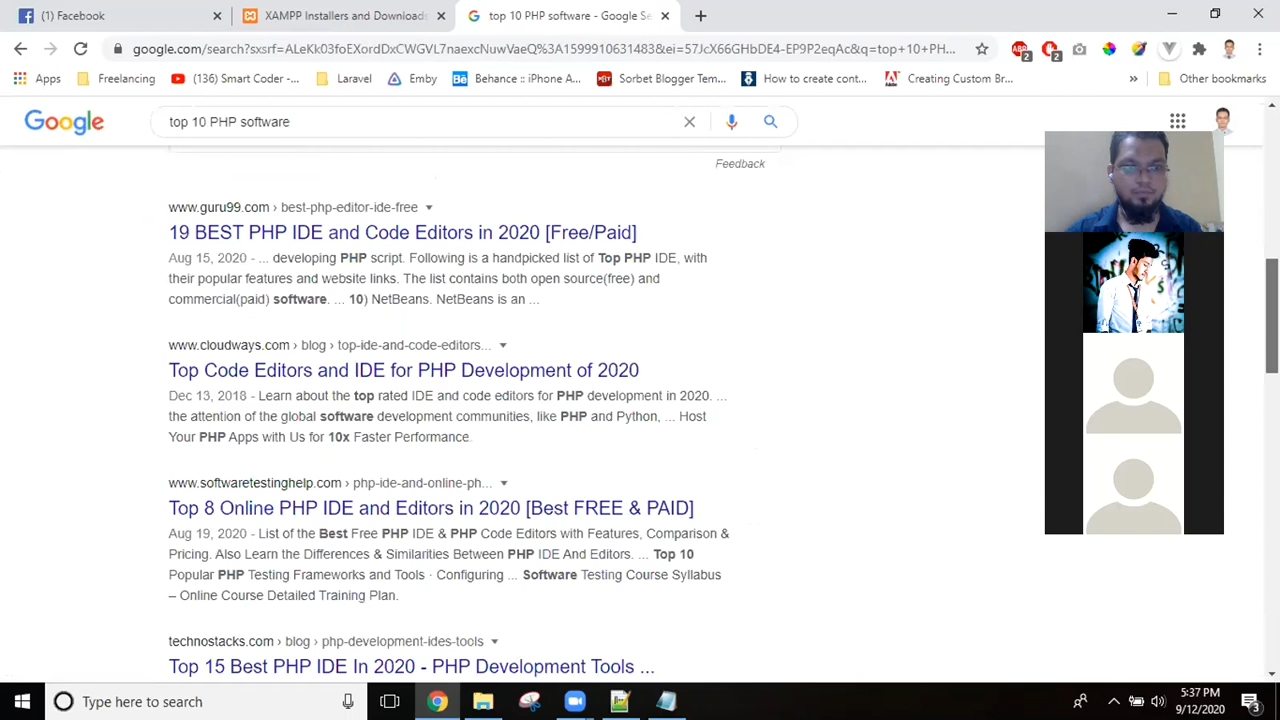 (1) Facebook
XAMPP Installers and Downloads
top 10 PHP software - Google Se
google.com/search?sxsrf=ALeKk03foEXordDxCWGVL7naexcNuwVaeQ%3A1599910631483&ei=57JcX66GHbDE4-EP9P2eqAc&q=top+10+PH...
2
2
Apps
Freelancing
(136) Smart Coder -...
Laravel
Emby
Behance :: iPhone A...
Sorbet Blogger Tem...
How to create cont...
Creating Custom Br...
Other bookmarks
Google
top 10 PHP software
Feedback
www.guru99.com › best-php-editor-ide-free
19 BEST PHP IDE and Code Editors in 2020 [Free/Paid]
Aug 15, 2020 - ... developing PHP script. Following is a handpicked list of Top PHP IDE, with
their popular features and website links. The list contains both open source(free) and
commercial(paid) software. ... 10) NetBeans. NetBeans is an ...
www.cloudways.com › blog › top-ide-and-code-editors...
Top Code Editors and IDE for PHP Development of 2020
Dec 13, 2018 - Learn about the top rated IDE and code editors for PHP development in 2020. ...
the attention of the global software development communities, like PHP and Python, ... Host
Your PHP Apps with Us for 10x Faster Performance.
www.softwaretestinghelp.com › php-ide-and-online-ph...
Top 8 Online PHP IDE and Editors in 2020 [Best FREE & PAID]
Aug 19, 2020 - List of the Best Free PHP IDE & PHP Code Editors with Features, Comparison &
Pricing. Also Learn the Differences & Similarities Between PHP IDE And Editors. ... Top 10
Popular PHP Testing Frameworks and Tools · Configuring ... Software Testing Course Syllabus
– Online Course Detailed Training Plan.
technostacks.com › blog › php-development-ides-tools
Top 15 Best PHP IDE In 2020 - PHP Development Tools ...
Type here to search
5:37 PM
9/12/2020
3